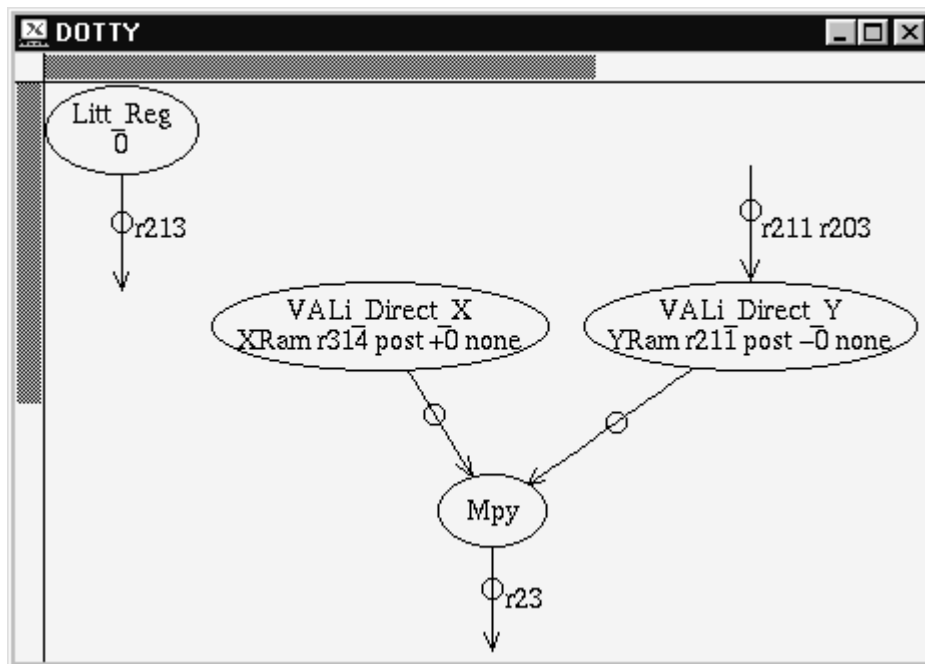 DOTTY
Litt_Reg
0
r213
r211 r203
VALi_Direct_X
XRam r314 post +0 none
VALi_Direct_Y
YRam r211 post −0 none
Mpy
r23